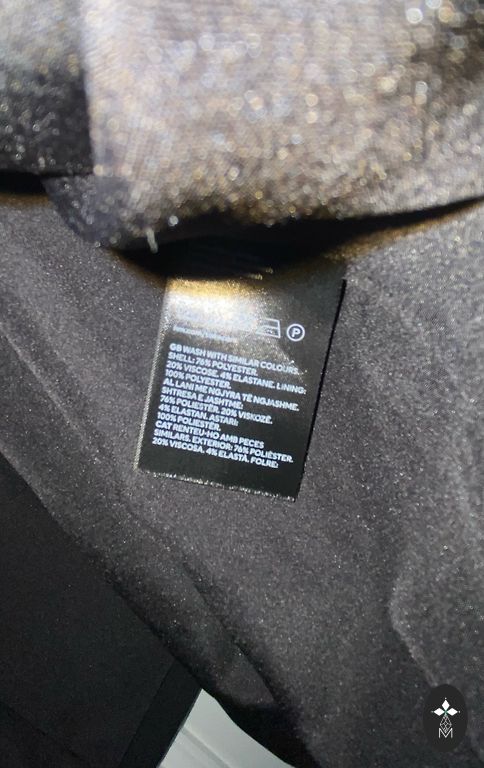 P
GB WASH WITH SIMILAR COLOURS.
SHELL: 76% POLYESTER.
20% VISCOSE. 4% ELASTANE. LINING:
100% POLYESTER.
AL LANI ME NGJYRA TË NGJASHME.
SHTRESA E JASHTME:
76% POLIESTËR. 20% VISKOZË.
4% ELASTAN. ASTARI:
100% POLIESTËR.
CAT RENTEU-HO AMB PECES
SIMILARS. EXTERIOR: 76% POLIÈSTER.
20% VISCOSA. 4% ELASTÀ. FOLRE:
M